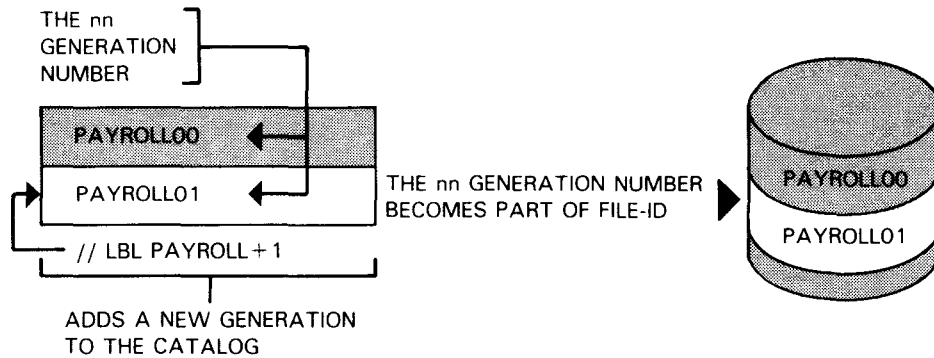 THE nn
GENERATION
NUMBER
PAYROLL00
PAYROLL01
// LBL PAYROLL+1
ADDS A NEW GENERATION
TO THE CATALOG
THE nn GENERATION NUMBER
BECOMES PART OF FILE-ID
PAYROLL00
PAYROLL01